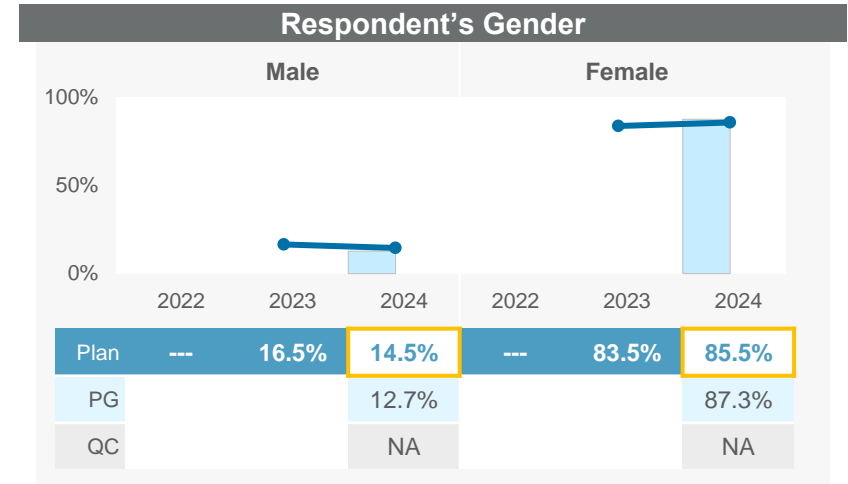 Respondent's Gender
Male Female
100%
50%
0%
2022 2023 2024 2022 2023 2024
Plan --- 16.5% 14.5% --- 83.5% 85.5%
PG 12.7% 87.3%
QC NA NA